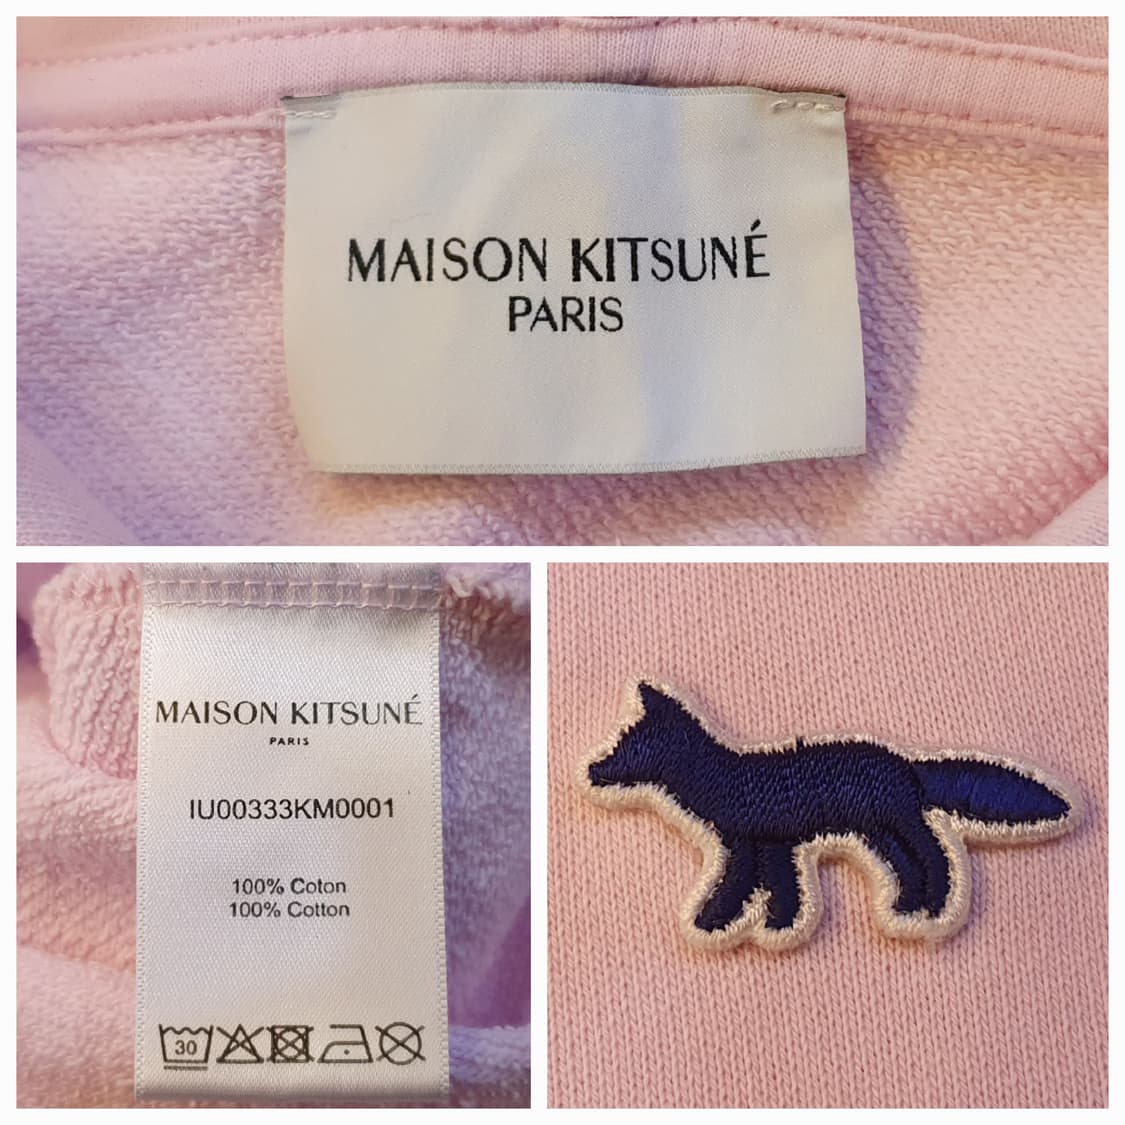 MAISON KITSUNÉ
PARIS
MAISON KITSUNÉ
PARIS
IU00333KM0001
100% Coton
100% Cotton
30